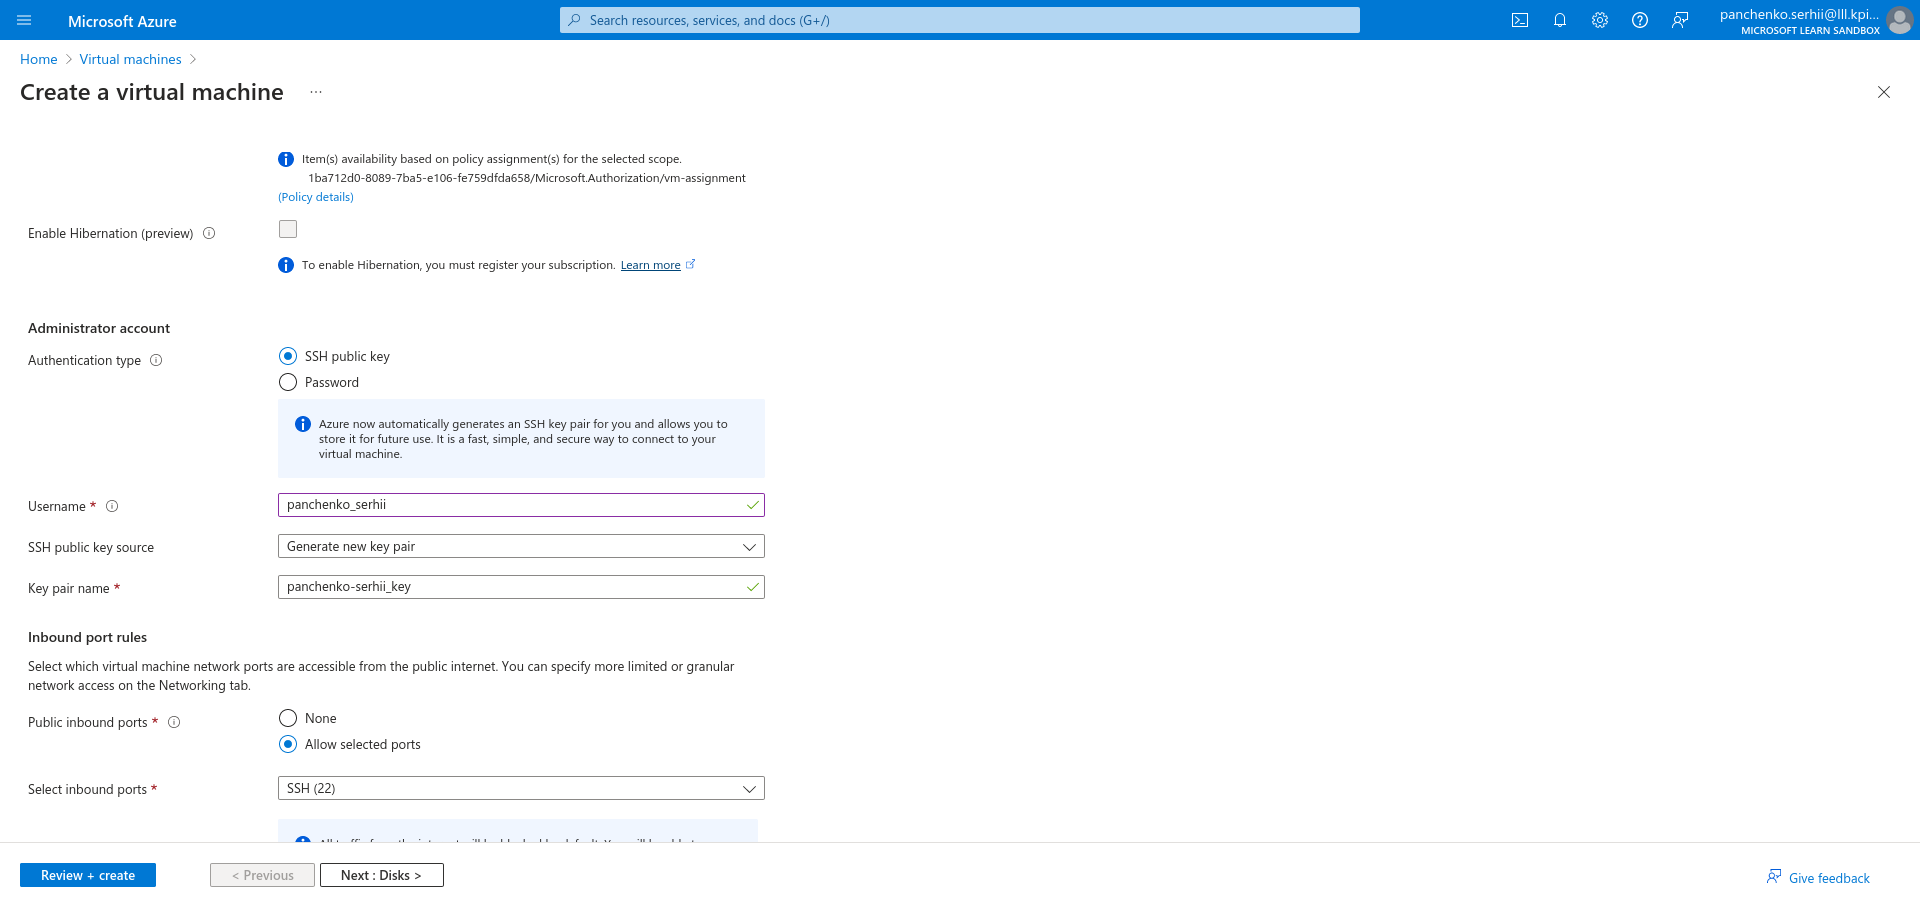 Microsoft Azure
Search resources, services, and docs (G+/)
panchenko.serhii@lll.kpi...
MICROSOFT LEARN SANDBOX
Home > Virtual machines >
Create a virtual machine ...
Item(s) availability based on policy assignment(s) for the selected scope.
1ba712d0-8089-7ba5-e106-fe759dfda658/Microsoft.Authorization/vm-assignment
(Policy details)
Enable Hibernation (preview)
To enable Hibernation, you must register your subscription. Learn more
Administrator account
Authentication type
SSH public key
Password
Azure now automatically generates an SSH key pair for you and allows you to
store it for future use. It is a fast, simple, and secure way to connect to your
virtual machine.
Username *
panchenko_serhii
SSH public key source
Generate new key pair
Key pair name *
panchenko-serhii_key
Inbound port rules
Select which virtual machine network ports are accessible from the public internet. You can specify more limited or granular
network access on the Networking tab.
Public inbound ports *
None
Allow selected ports
Select inbound ports *
SSH (22)
Review + create
< Previous
Next : Disks >
Give feedback